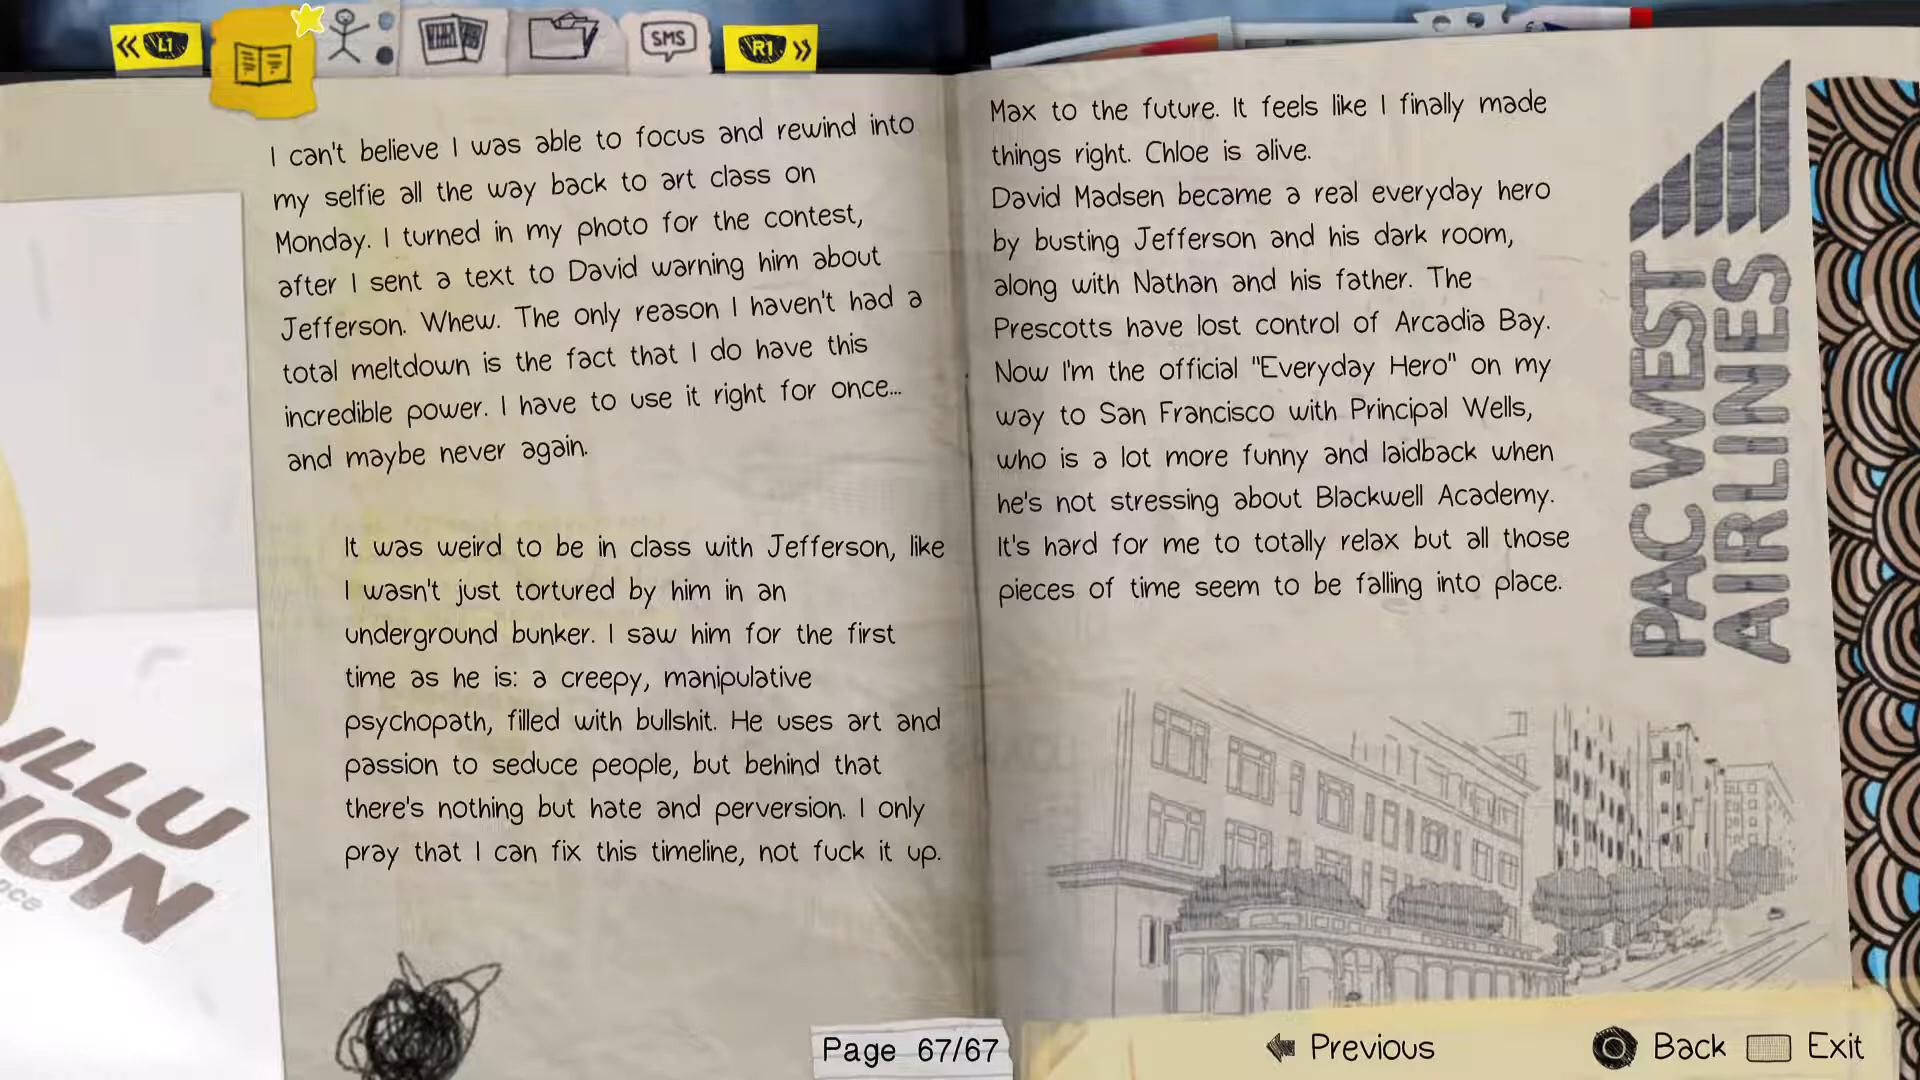 L1
SMS
R1
I can't believe I was able to focus and rewind into
my selfie all the way back to art class on
Monday. I turned in my photo for the contest,
after I sent a text to David warning him about
Jefferson. Whew. The only reason I haven't had a
total meltdown is the fact that I do have this
incredible power. I have to use it right for once...
and maybe never again.
It was weird to be in class with Jefferson, like
I wasn't just tortured by him in an
underground bunker. I saw him for the first
time as he is: a creepy, manipulative
psychopath, filled with bullshit. He uses art and
passion to seduce people, but behind that
there's nothing but hate and perversion. I only
pray that I can fix this timeline, not fuck it up.
Max to the future. It feels like I finally made
things right. Chloe is alive.
David Madsen became a real everyday hero
by busting Jefferson and his dark room,
along with Nathan and his father. The
Prescotts have lost control of Arcadia Bay.
Now I'm the official "Everyday Hero" on my
way to San Francisco with Principal Wells,
who is a lot more funny and laidback when
he's not stressing about Blackwell Academy.
It's hard for me to totally relax but all those
pieces of time seem to be falling into place.
PAC WEST
AIRLINES
ILLU
ION
nce
Page 67/67
Previous
Back
Exit